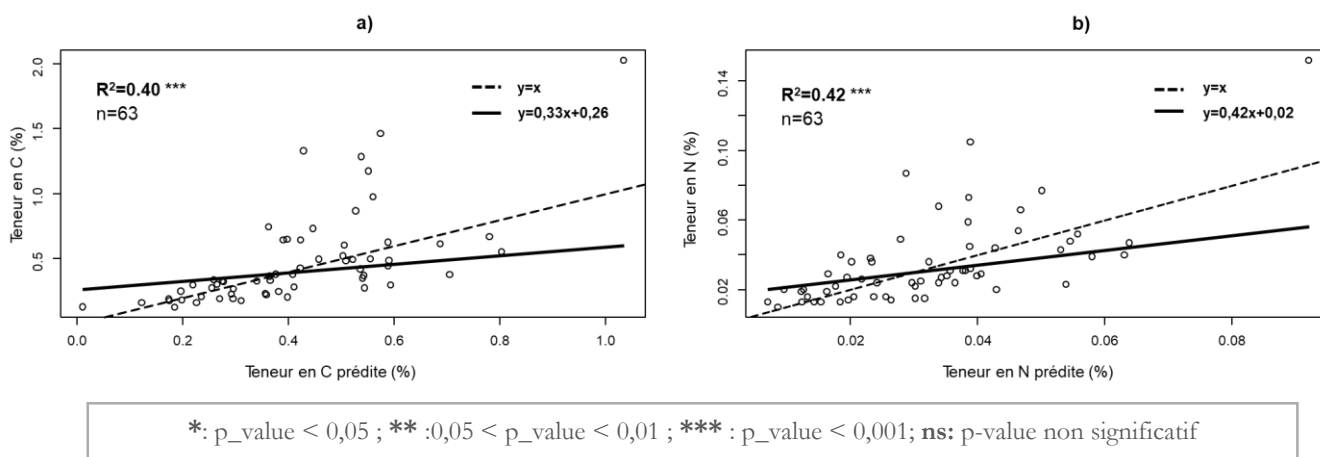 a)
R²=0.40 ***
n=63
y=x
y=0,33x+0,26
Teneur en C (%)
2.0
1.5
1.0
0.5
0.0
0.2
0.4
0.6
0.8
1.0
Teneur en C prédite (%)
b)
R²=0.42 ***
n=63
y=x
y=0,42x+0,02
Teneur en N (%)
0.14
0.10
0.06
0.02
0.02
0.04
0.06
0.08
Teneur en N prédite (%)
*: p_value < 0,05 ; ** :0,05 < p_value < 0,01 ; *** : p_value < 0,001; ns: p-value non significatif